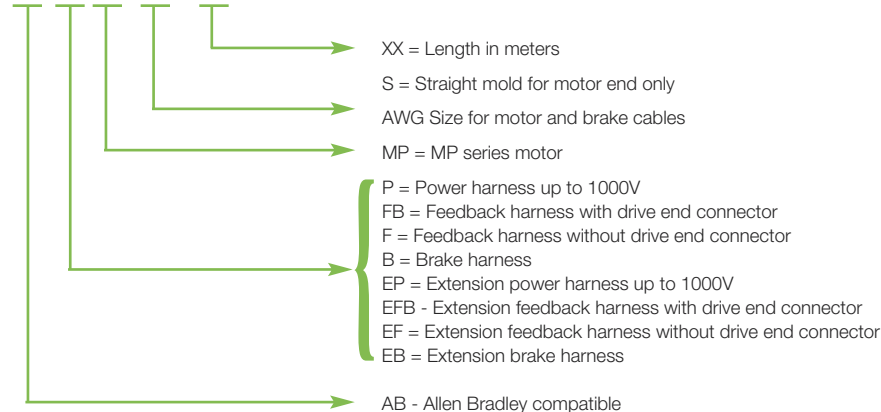 XX = Length in meters
S = Straight mold for motor end only
AWG Size for motor and brake cables
MP = MP series motor
P = Power harness up to 1000V
FB = Feedback harness with drive end connector
F = Feedback harness without drive end connector
B = Brake harness
EP = Extension power harness up to 1000V
EFB - Extension feedback harness with drive end connector
EF = Extension feedback harness without drive end connector
EB = Extension brake harness
AB - Allen Bradley compatible